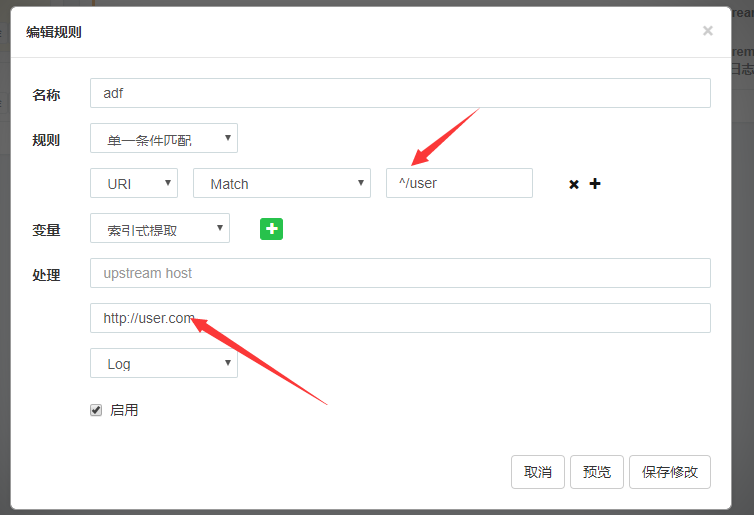 编辑规则 ×
名称 adf
规则 单一条件匹配
URI Match ^/user
变量 索引式提取
处理 upstream host
http://user.com
Log
启用
取消 预览 保存修改
日志